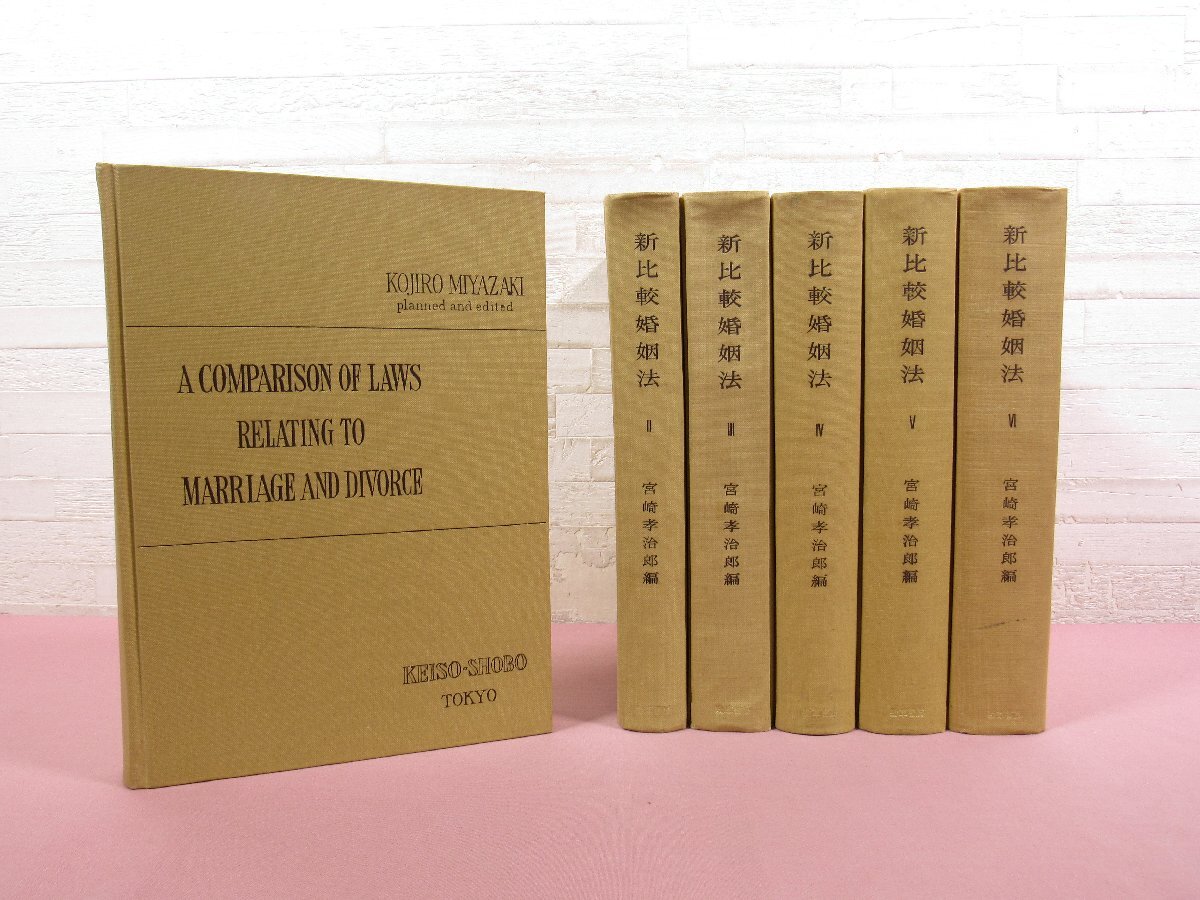 KOJIRO MIYAZAKI
planned and edited
A COMPARISON OF LAWS
RELATING TO
MARRIAGE AND DIVORCE
KEISO-SHOBO
TOKYO
新比較婚姻法
II
宮崎孝治郎編
新比較婚姻法
III
宮崎孝治郎編
新比較婚姻法
IV
宮崎孝治郎編
新比較婚姻法
V
宮崎孝治郎編
新比較婚姻法
VI
宮崎孝治郎編